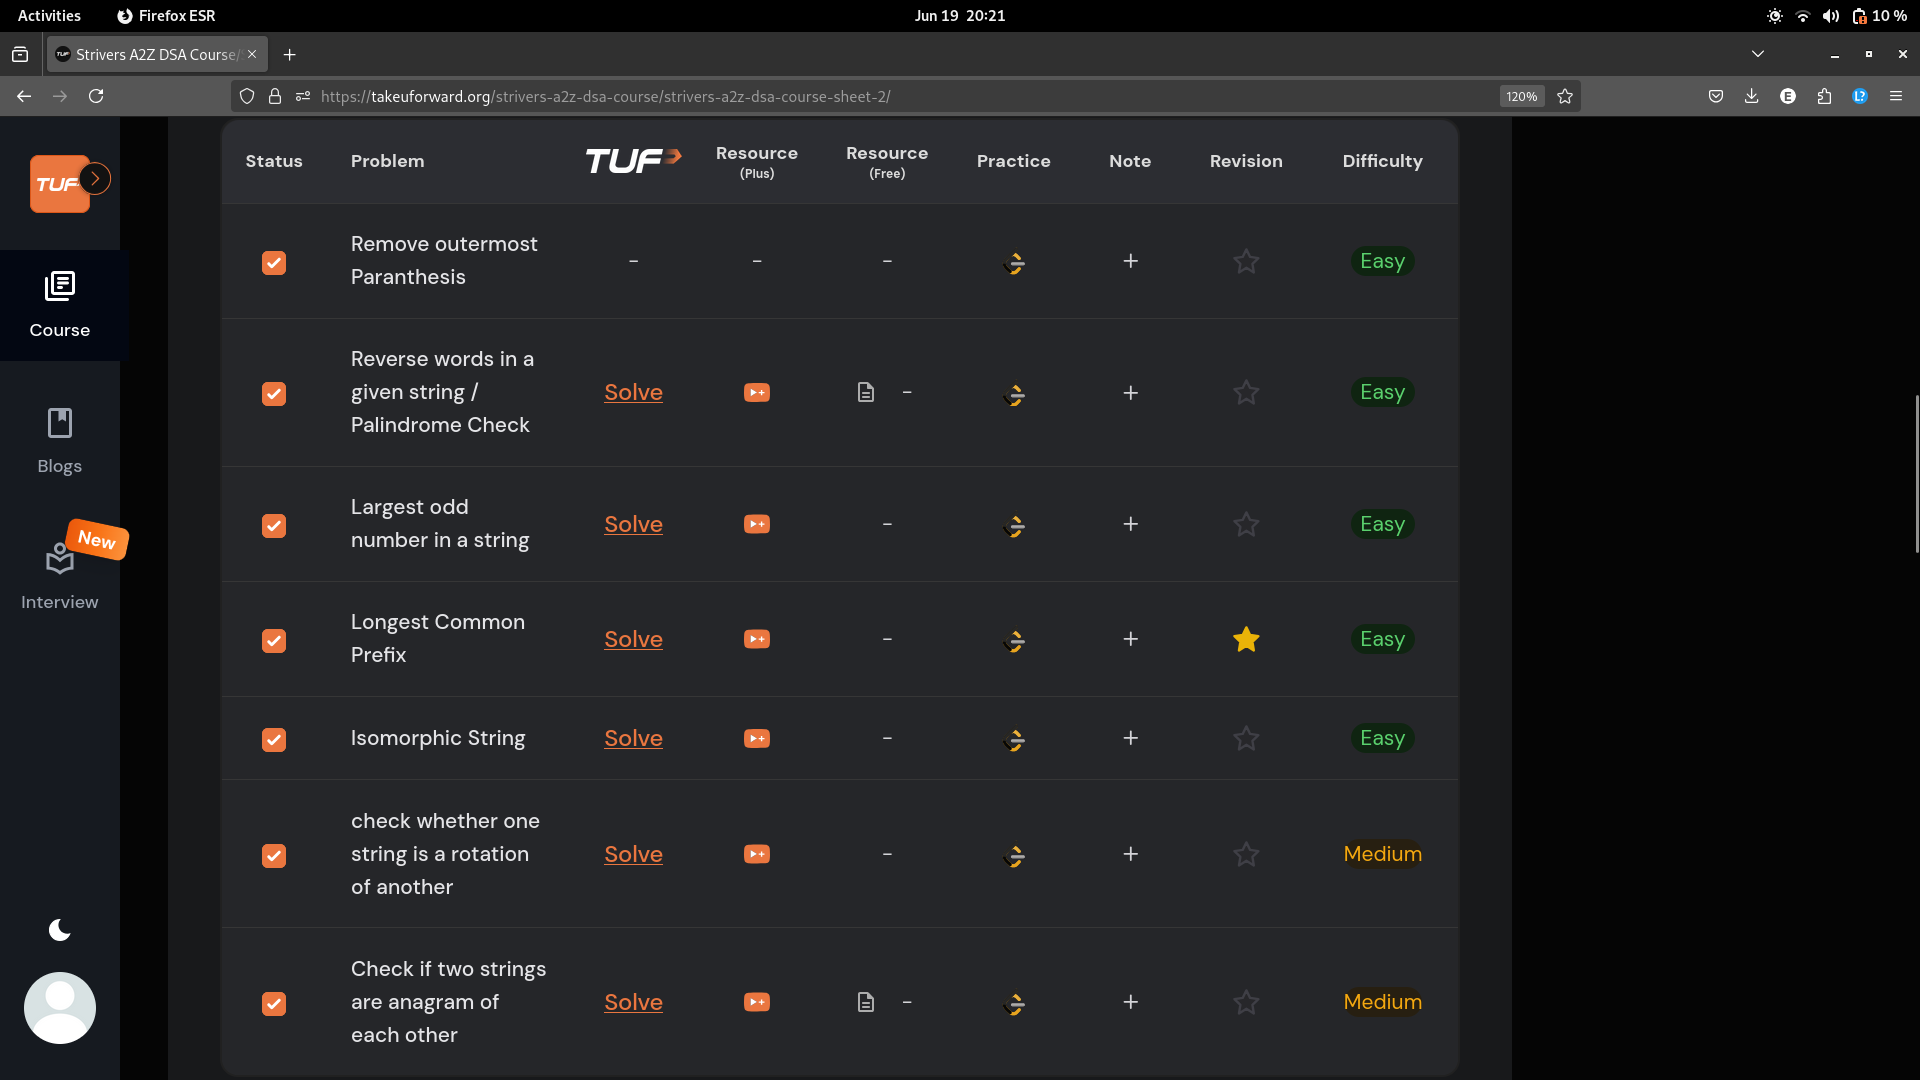 Activities
Firefox ESR
Jun 19 20:21
10 %
Strivers A2Z DSA Course/
https://takeuforward.org/strivers-a2z-dsa-course/strivers-a2z-dsa-course-sheet-2/
120%
TUF
Course
Blogs
New
Interview
Status Problem TUF Resource (Plus) Resource (Free) Practice Note Revision Difficulty
Remove outermost
Paranthesis
- - - + Easy
Reverse words in a
given string /
Palindrome Check
Solve - + Easy
Largest odd
number in a string
Solve - + Easy
Longest Common
Prefix
Solve - + Easy
Isomorphic String Solve - + Easy
check whether one
string is a rotation
of another
Solve - + Medium
Check if two strings
are anagram of
each other
Solve - + Medium